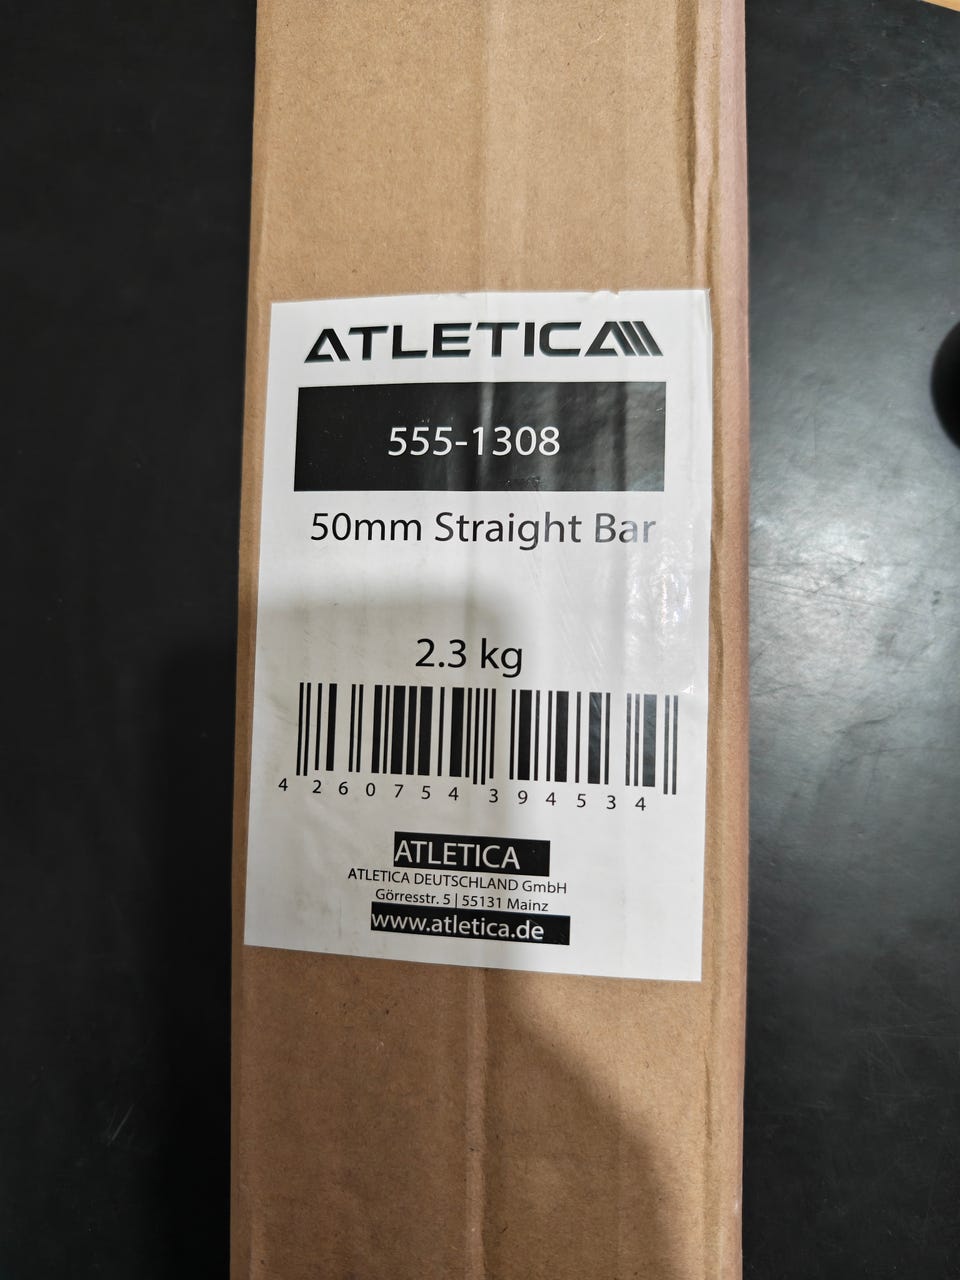 ATLETICA
555-1308
50mm Straight Bar
2.3 kg
4 260754 394534
ATLETICA
ATLETICA DEUTSCHLAND GmbH
Görresstr. 5 | 55131 Mainz
www.atletica.de